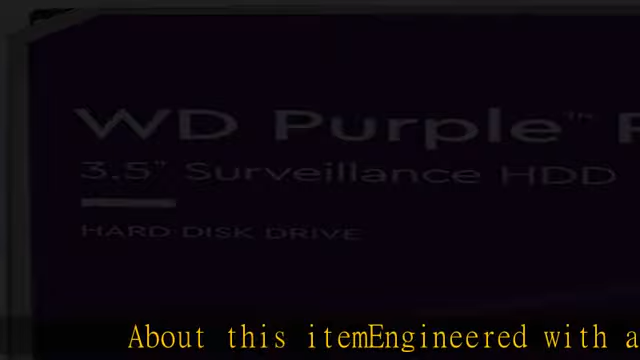 WD Purple™
3.5" Surveillance HDD
HARD DISK DRIVE
About this itemEngineered with a